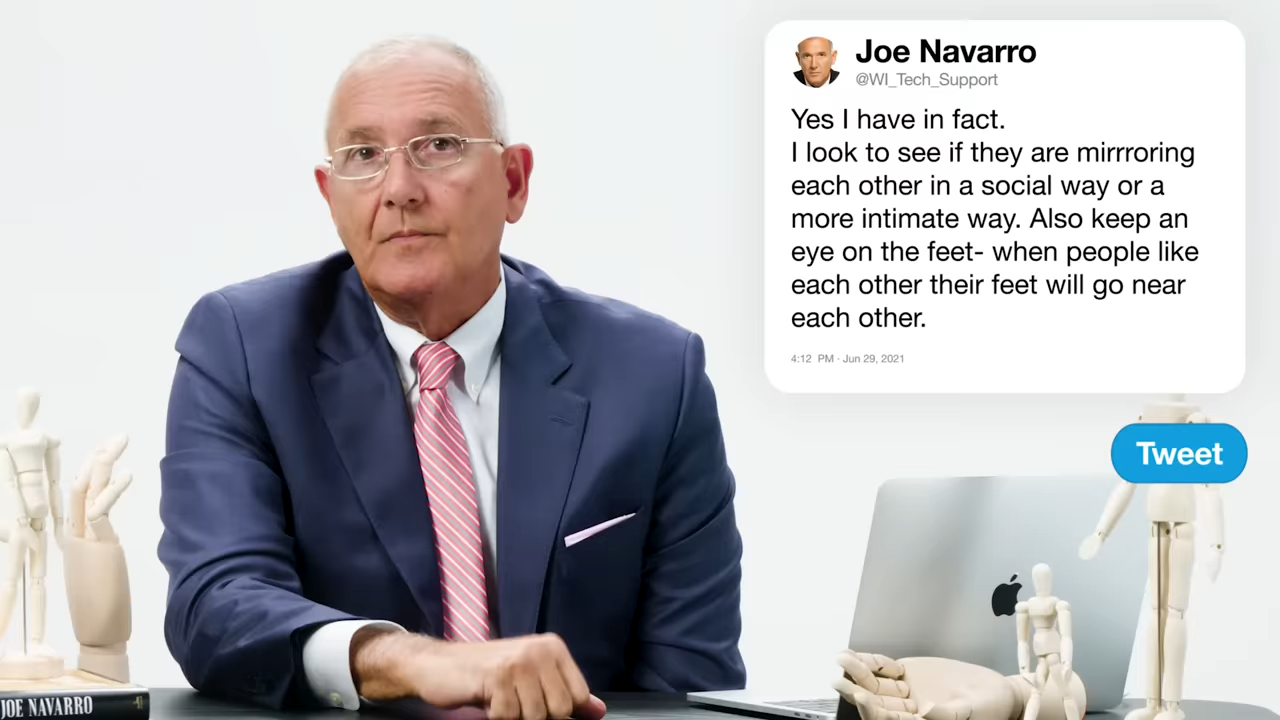 Joe Navarro
@WI_Tech_Support
Yes I have in fact.
I look to see if they are mirrroring
each other in a social way or a
more intimate way. Also keep an
eye on the feet- when people like
each other their feet will go near
each other.
4:12 PM · Jun 29, 2021
Tweet
JOE NAVARRO